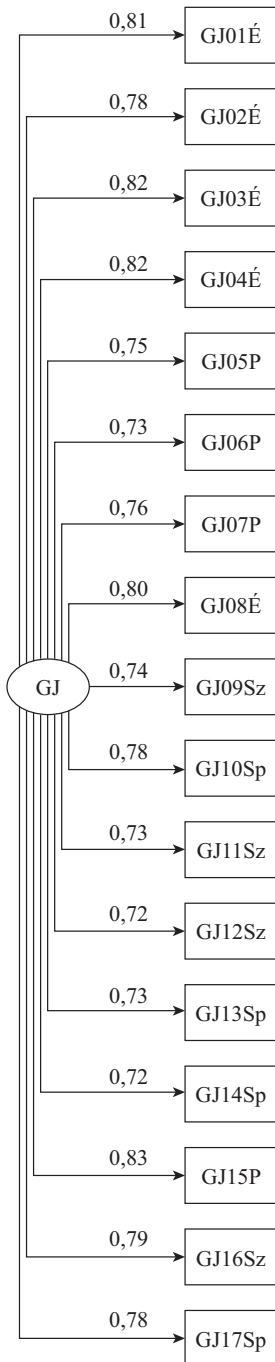 0,81
GJ01É
0,78
GJ02É
0,82
GJ03É
0,82
GJ04É
0,75
GJ05P
0,73
GJ06P
0,76
GJ07P
0,80
GJ08É
GJ
0,74
GJ09Sz
0,78
GJ10Sp
0,73
GJ11Sz
0,72
GJ12Sz
0,73
GJ13Sp
0,72
GJ14Sp
0,83
GJ15P
0,79
GJ16Sz
0,78
GJ17Sp